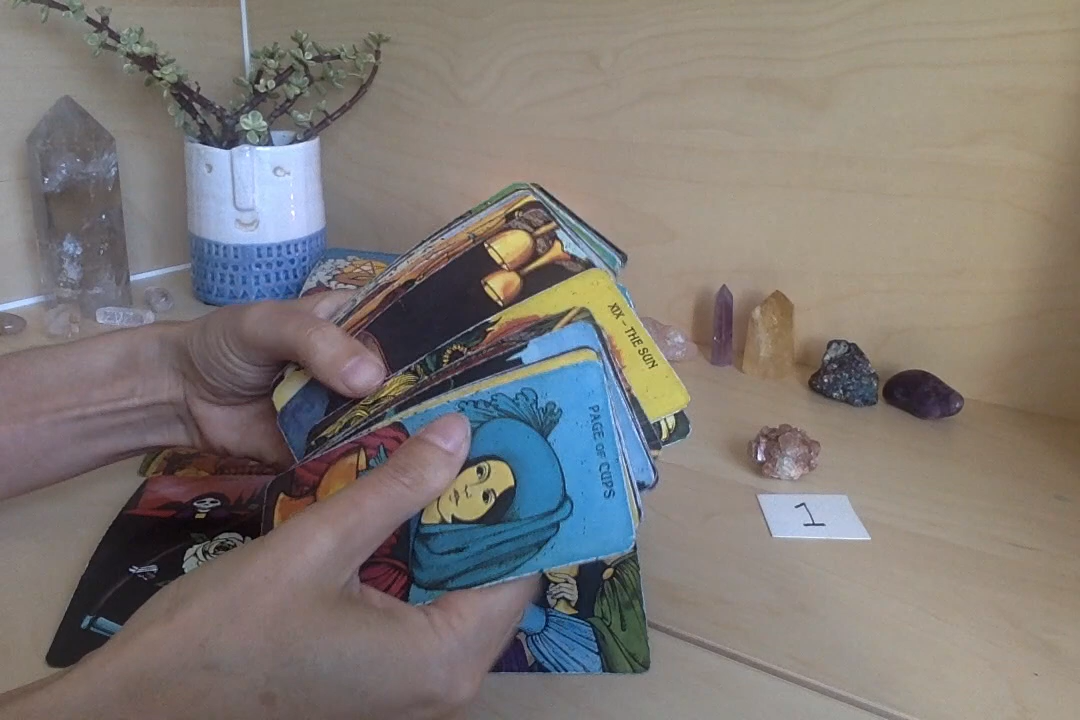 XIX – THE SUN
PAGE OF CUPS
1